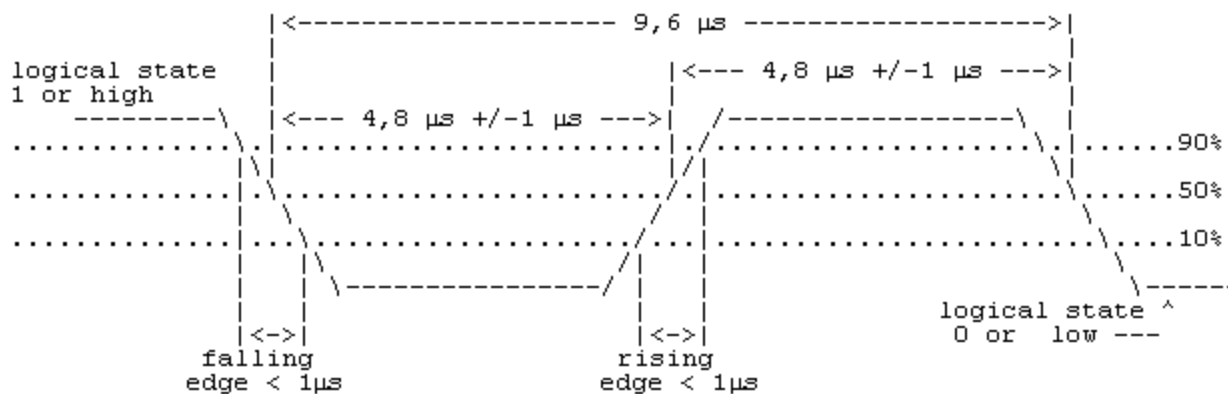 |<--------------------- 9,6 µs --------------------->|
logical state
1 or high
|<--- 4,8 µs +/-1 µs --->|
|<--- 4,8 µs +/-1 µs --->|
90%
50%
10%
logical state ^
0 or low ---
|<->|
|<->|
falling
edge < 1µs
rising
edge < 1µs